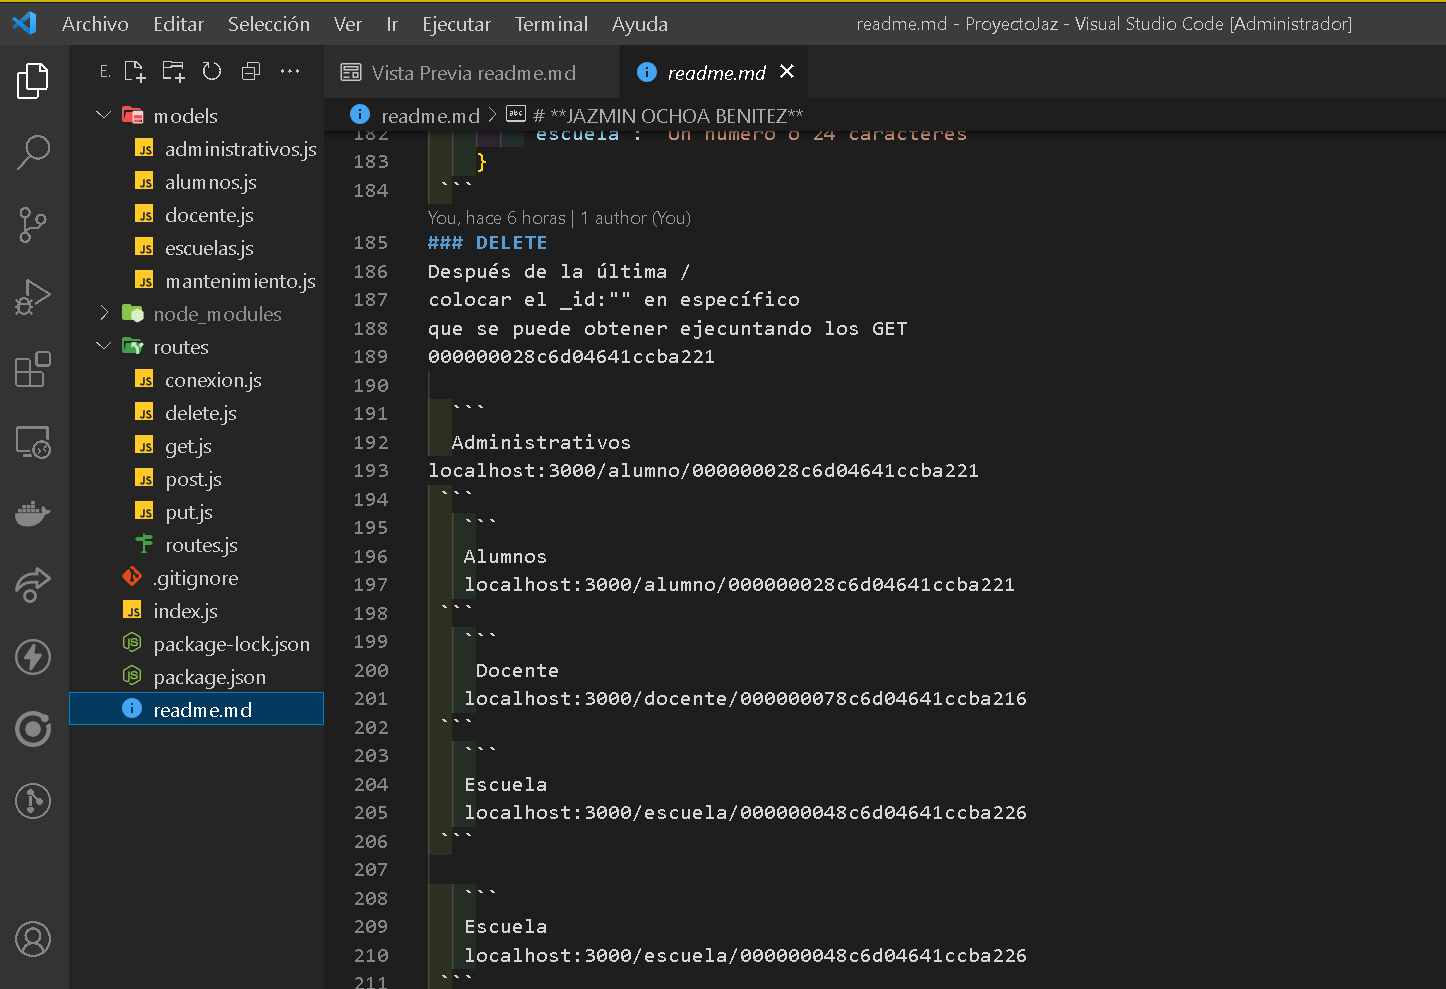 Archivo Editar Selección Ver Ir Ejecutar Terminal Ayuda readme.md - ProyectoJaz - Visual Studio Code [Administrador]
E. ...
Vista Previa readme.md
readme.md
readme.md > # **JAZMIN OCHOA BENITEZ**
models
administrativos.js
alumnos.js
docente.js
escuelas.js
mantenimiento.js
node_modules
routes
conexion.js
delete.js
get.js
post.js
put.js
routes.js
.gitignore
index.js
package-lock.json
package.json
readme.md
182 escuela : Un numero o 24 caracteres
183 }
184 ```
You, hace 6 horas | 1 author (You)
185 ### DELETE
186 Después de la última /
187 colocar el _id:"" en específico
188 que se puede obtener ejecuntando los GET
189 000000028c6d04641ccba221
190
191 ```
192 Administrativos
193 localhost:3000/alumno/000000028c6d04641ccba221
194 ```
195 ```
196 Alumnos
197 localhost:3000/alumno/000000028c6d04641ccba221
198 ```
199 ```
200 Docente
201 localhost:3000/docente/000000078c6d04641ccba216
202 ```
203 ```
204 Escuela
205 localhost:3000/escuela/000000048c6d04641ccba226
206 ```
207
208 ```
209 Escuela
210 localhost:3000/escuela/000000048c6d04641ccba226
211 ```